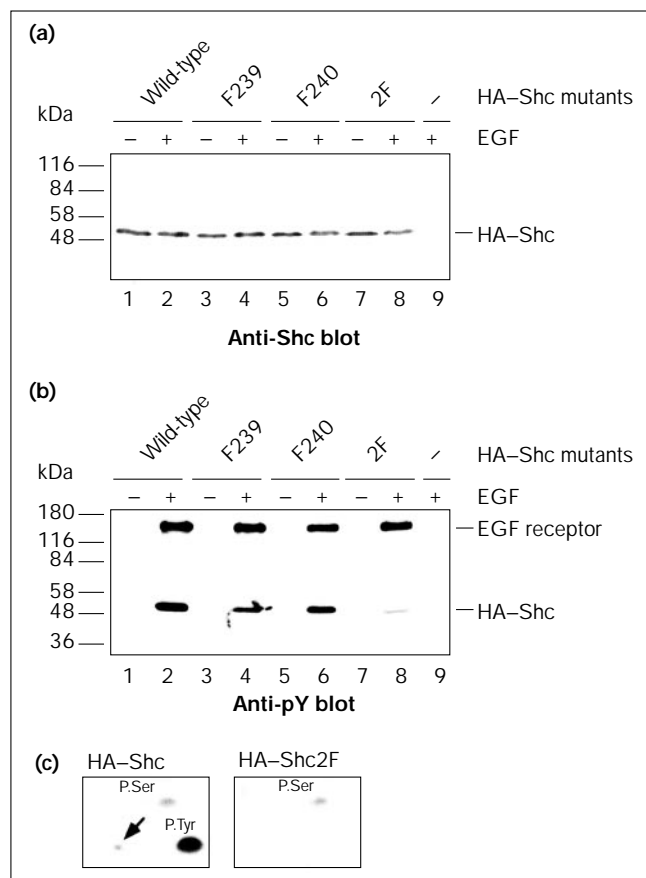 (a)
Wild-type F239 F240 2F – HA–Shc mutants
kDa
– + – + – + – + + EGF
116
84
58
48 HA–Shc
1 2 3 4 5 6 7 8 9
Anti-Shc blot
(b)
Wild-type F239 F240 2F – HA–Shc mutants
kDa
– + – + – + – + + EGF
180
EGF receptor
116
84
58
48 HA–Shc
36
1 2 3 4 5 6 7 8 9
Anti-pY blot
(c) HA–Shc HA–Shc2F
P.Ser P.Ser
P.Tyr